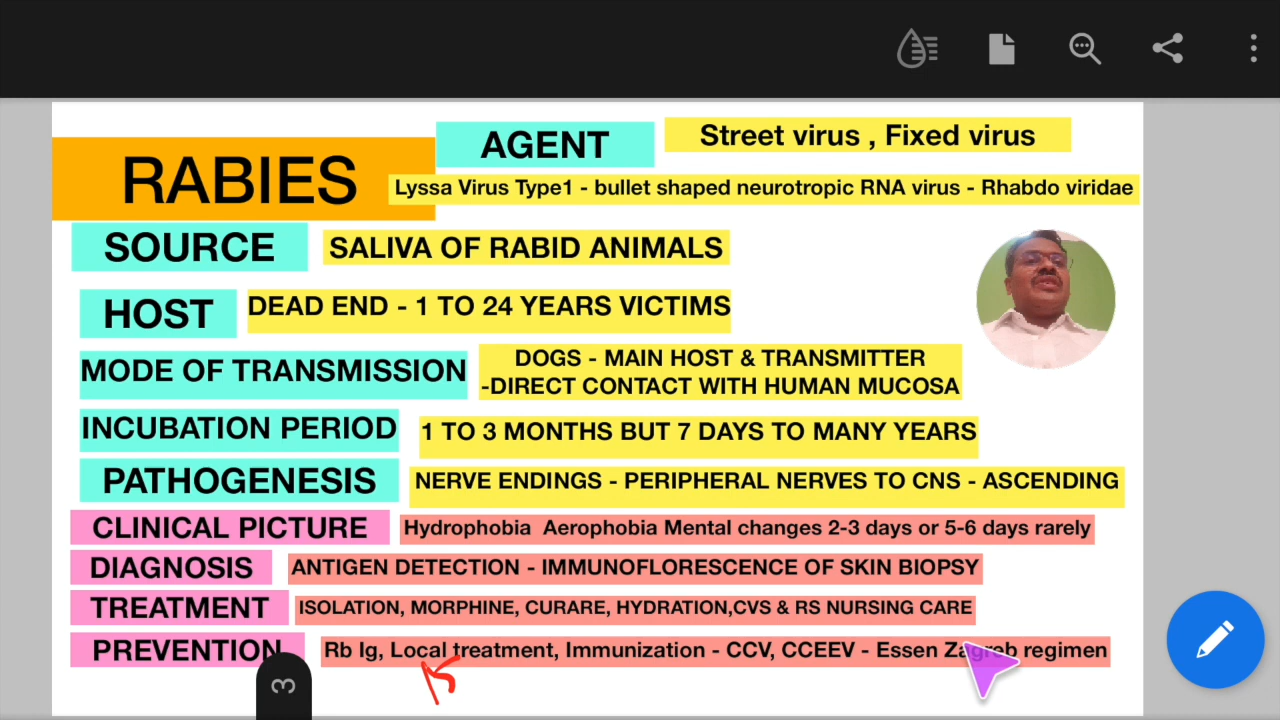 AGENT
Street virus , Fixed virus
RABIES
Lyssa Virus Type1 - bullet shaped neurotropic RNA virus - Rhabdo viridae
SOURCE
SALIVA OF RABID ANIMALS
HOST
DEAD END - 1 TO 24 YEARS VICTIMS
MODE OF TRANSMISSION
DOGS - MAIN HOST & TRANSMITTER
-DIRECT CONTACT WITH HUMAN MUCOSA
INCUBATION PERIOD
1 TO 3 MONTHS BUT 7 DAYS TO MANY YEARS
PATHOGENESIS
NERVE ENDINGS - PERIPHERAL NERVES TO CNS - ASCENDING
CLINICAL PICTURE
Hydrophobia Aerophobia Mental changes 2-3 days or 5-6 days rarely
DIAGNOSIS
ANTIGEN DETECTION - IMMUNOFLORESCENCE OF SKIN BIOPSY
TREATMENT
ISOLATION, MORPHINE, CURARE, HYDRATION,CVS & RS NURSING CARE
PREVENTION
Rb Ig, Local treatment, Immunization - CCV, CCEEV - Essen Zagreb regimen
3